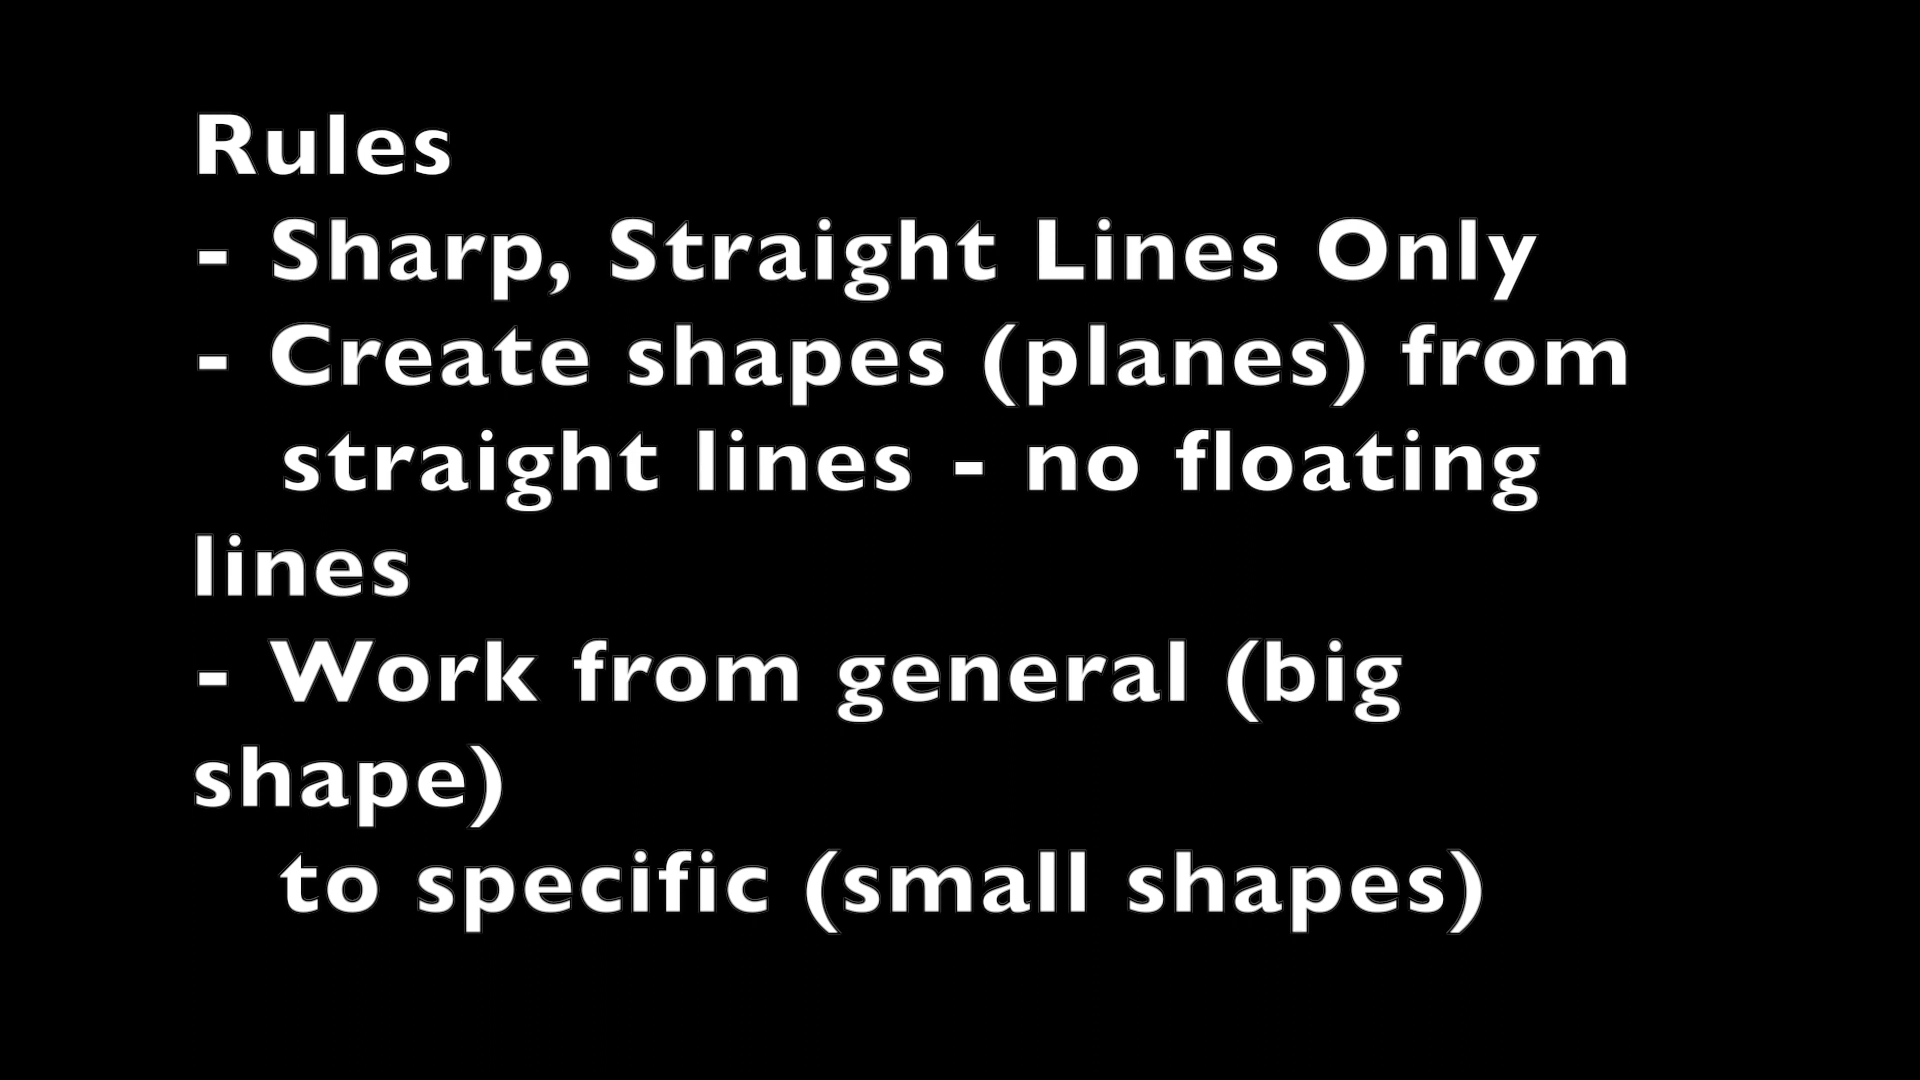 Rules
- Sharp, Straight Lines Only
- Create shapes (planes) from
straight lines - no floating
lines
- Work from general (big
shape)
to specific (small shapes)